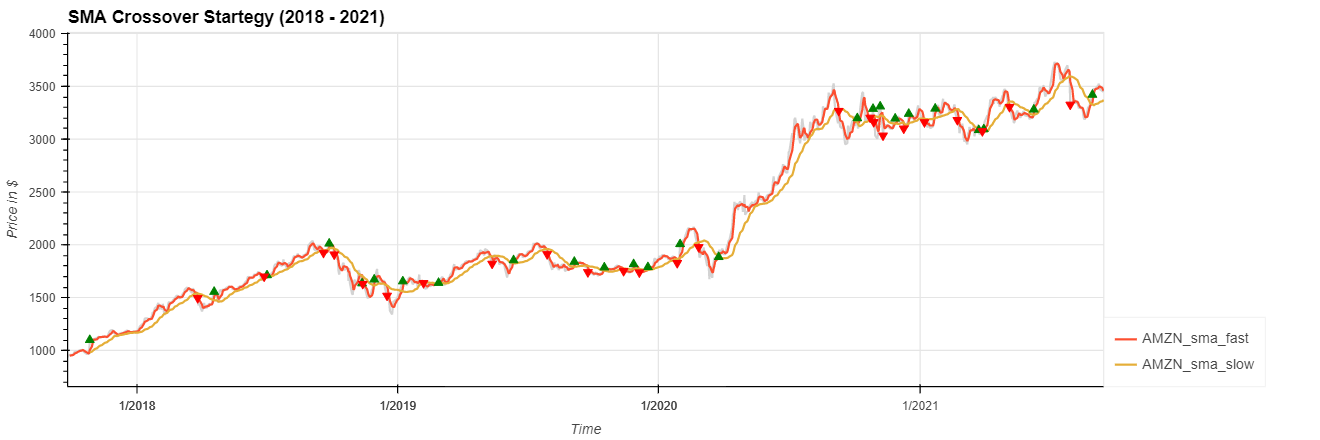 SMA Crossover Startegy (2018 - 2021)
4000
3500
3000
2500
2000
1500
1000
Price in $
1/2018
1/2019
1/2020
1/2021
Time
AMZN_sma_fast
AMZN_sma_slow